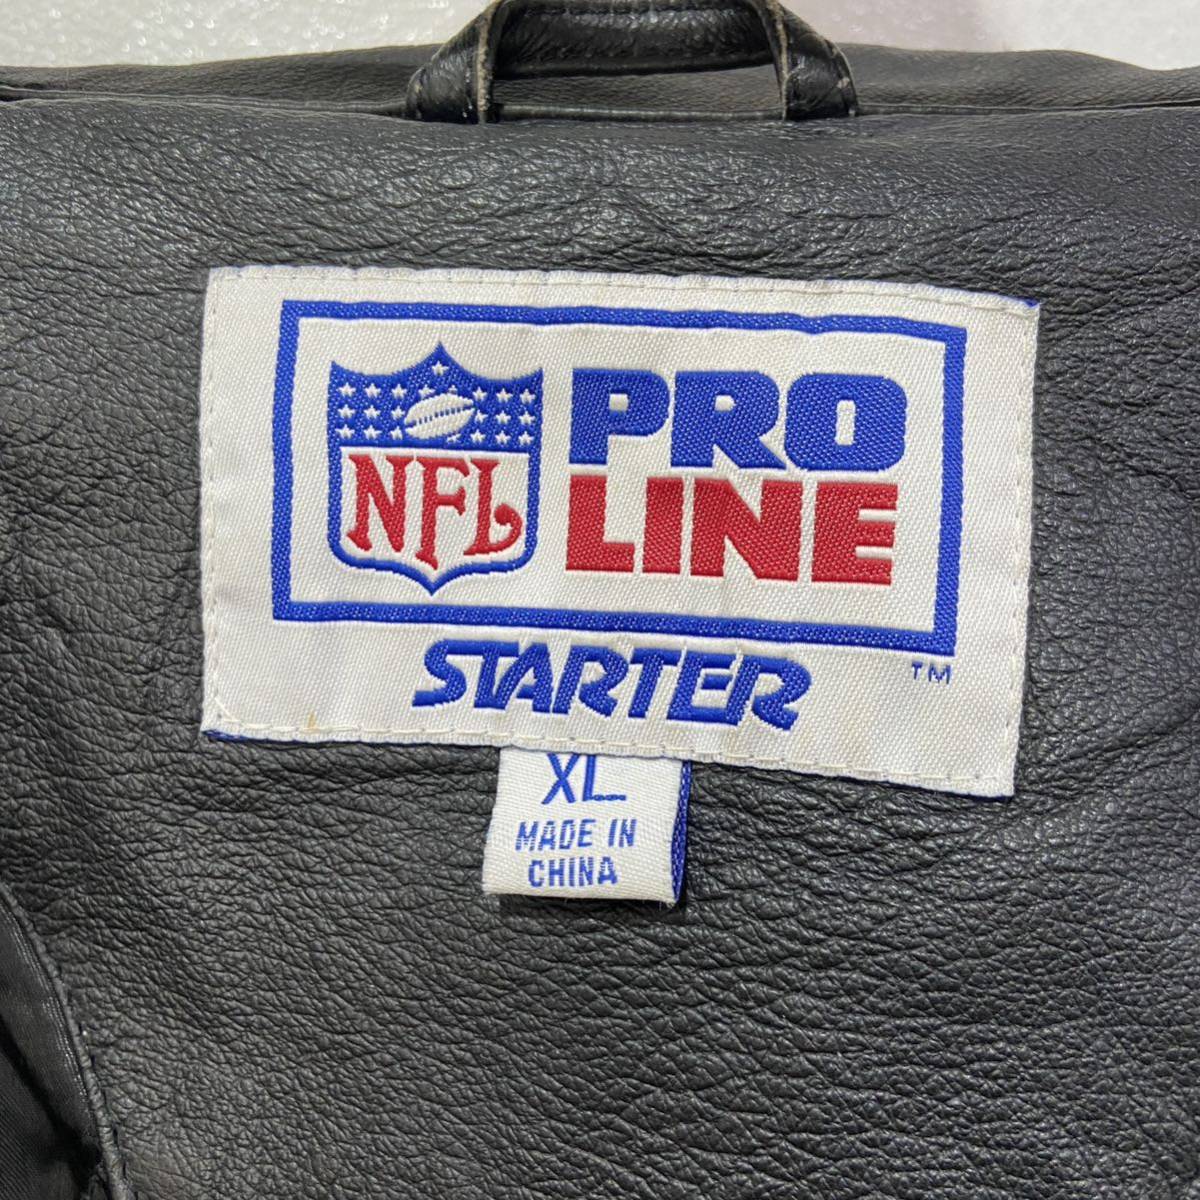 NFL
PRO
LINE
STARTER
TM
XL
MADE IN
CHINA